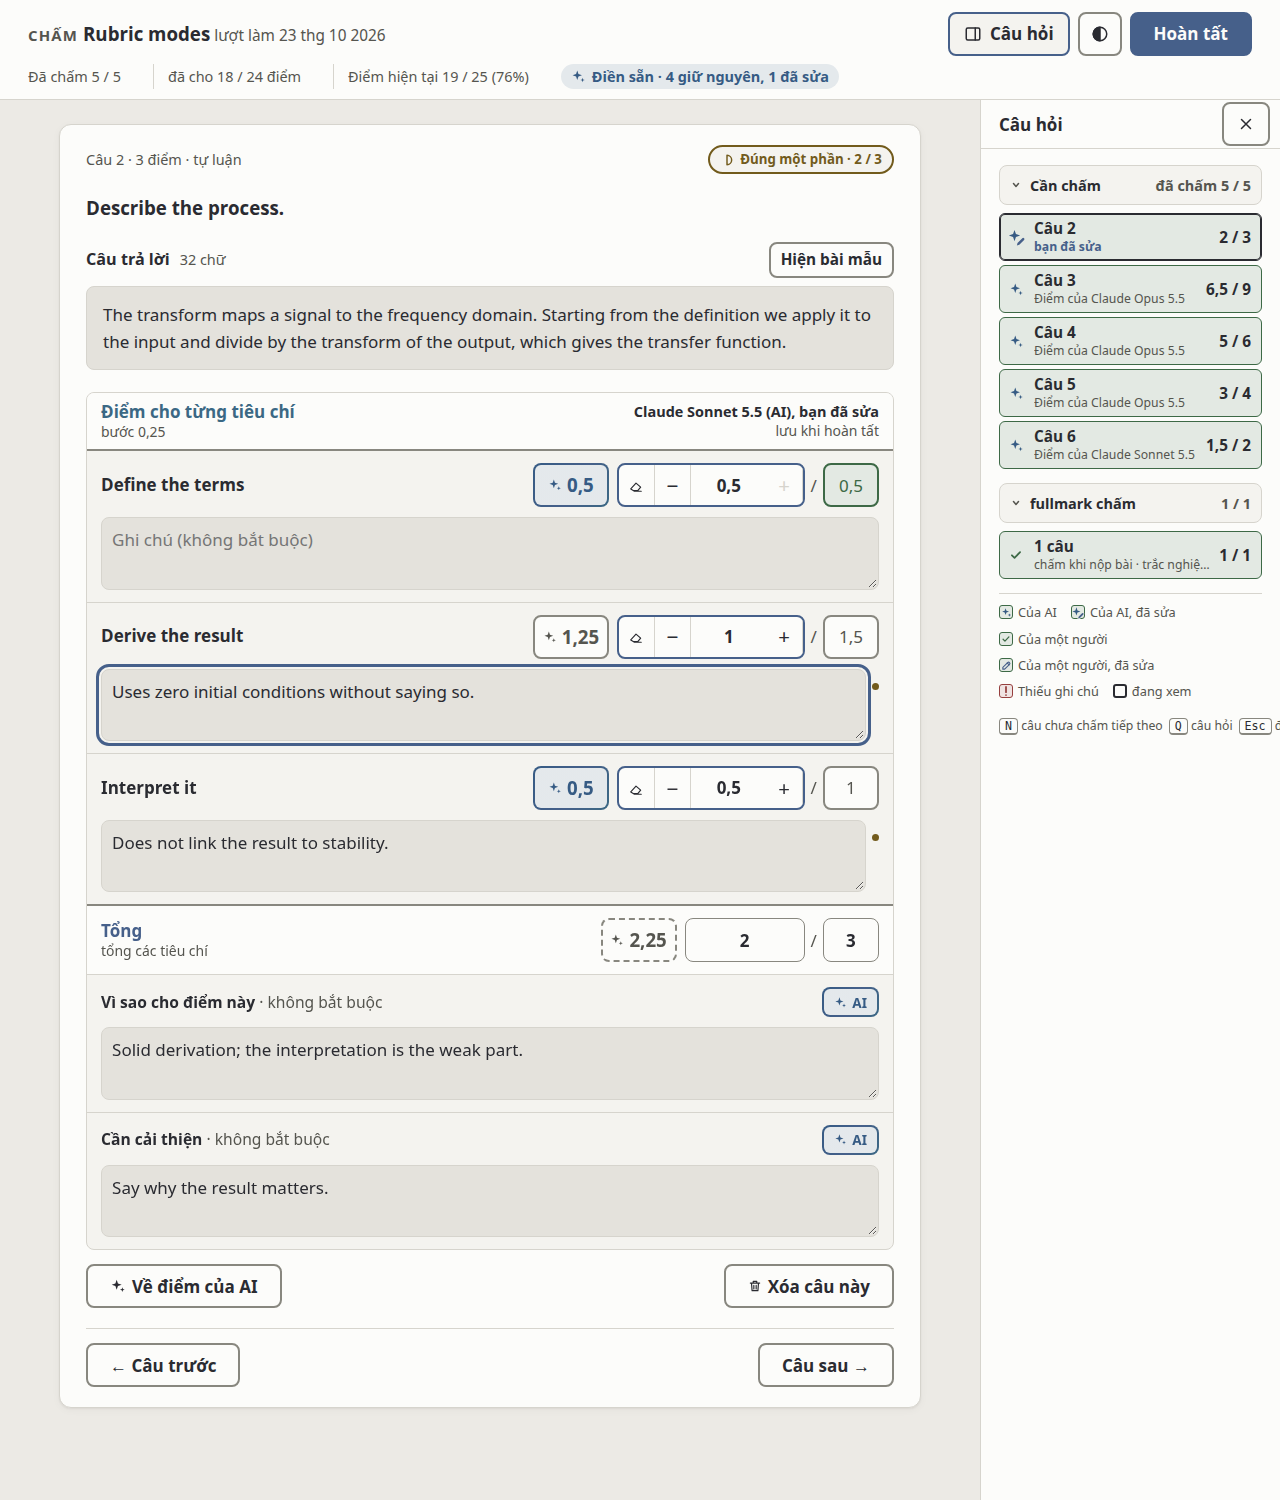 CHẤM Rubric modes lượt làm 23 thg 10 2026
Câu hỏi
Hoàn tất
Đã chấm 5 / 5
đã cho 18 / 24 điểm
Điểm hiện tại 19 / 25 (76%)
Điền sẵn · 4 giữ nguyên, 1 đã sửa
Câu 2 · 3 điểm · tự luận
Đúng một phần · 2 / 3
Describe the process.
Câu trả lời 32 chữ
Hiện bài mẫu
The transform maps a signal to the frequency domain. Starting from the definition we apply it to
the input and divide by the transform of the output, which gives the transfer function.
Điểm cho từng tiêu chí
bước 0,25
Claude Sonnet 5.5 (AI), bạn đã sửa
lưu khi hoàn tất
Define the terms
0,5
− 0,5 + / 0,5
Ghi chú (không bắt buộc)
Derive the result
1,25
− 1 + / 1,5
Uses zero initial conditions without saying so.
Interpret it
0,5
− 0,5 + / 1
Does not link the result to stability.
Tổng
tổng các tiêu chí
2,25
2 / 3
Vì sao cho điểm này · không bắt buộc
AI
Solid derivation; the interpretation is the weak part.
Cần cải thiện · không bắt buộc
AI
Say why the result matters.
Về điểm của AI
Xóa câu này
← Câu trước
Câu sau →
Câu hỏi
Cần chấm
đã chấm 5 / 5
Câu 2
bạn đã sửa
2 / 3
Câu 3
Điểm của Claude Opus 5.5
6,5 / 9
Câu 4
Điểm của Claude Opus 5.5
5 / 6
Câu 5
Điểm của Claude Opus 5.5
3 / 4
Câu 6
Điểm của Claude Sonnet 5.5
1,5 / 2
fullmark chấm
1 / 1
1 câu
chấm khi nộp bài · trắc nghiệ...
1 / 1
Của AI
Của AI, đã sửa
Của một người
Của một người, đã sửa
Thiếu ghi chú
đang xem
N câu chưa chấm tiếp theo Q câu hỏi Esc